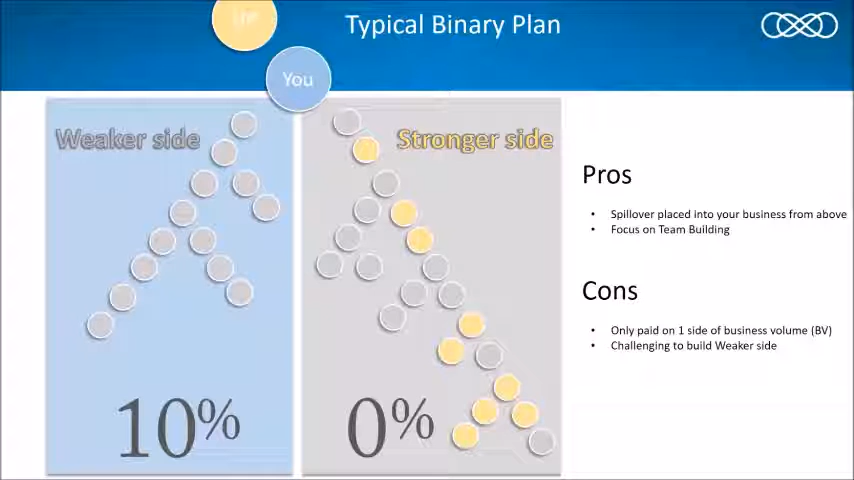 Typical Binary Plan
You
Weaker side
Stronger side
10%
0%
Pros
• Spillover placed into your business from above
• Focus on Team Building
Cons
• Only paid on 1 side of business volume (BV)
• Challenging to build Weaker side